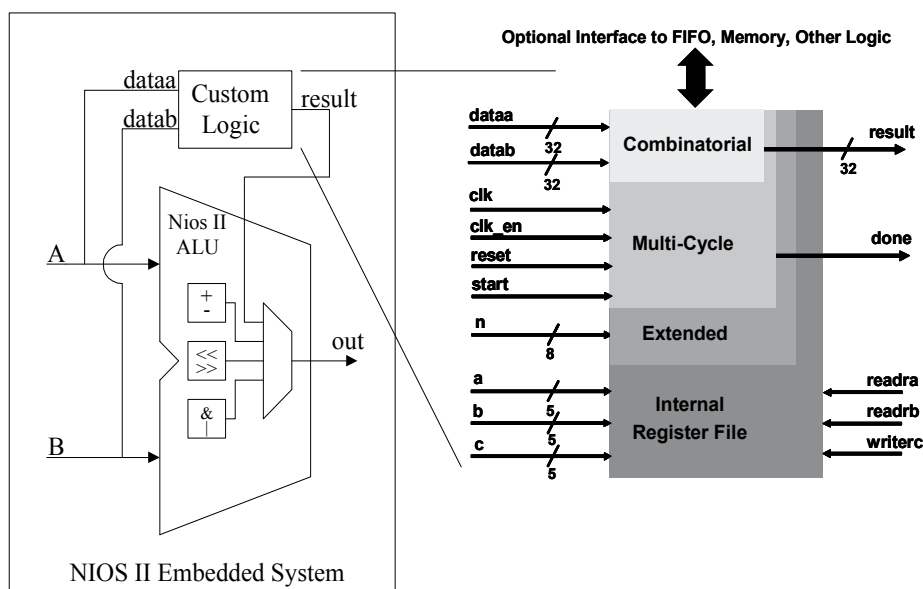 dataa
datab
Custom
Logic
result
Nios II
ALU
A
+
-
<<
>>
&
|
out
B
NIOS II Embedded System
Optional Interface to FIFO, Memory, Other Logic
dataa
32
datab
32
Combinatorial
result
32
clk
clk_en
reset
start
Multi-Cycle
done
n
8
Extended
a
5
b
5
c
5
Internal
Register File
readra
readrb
writerc